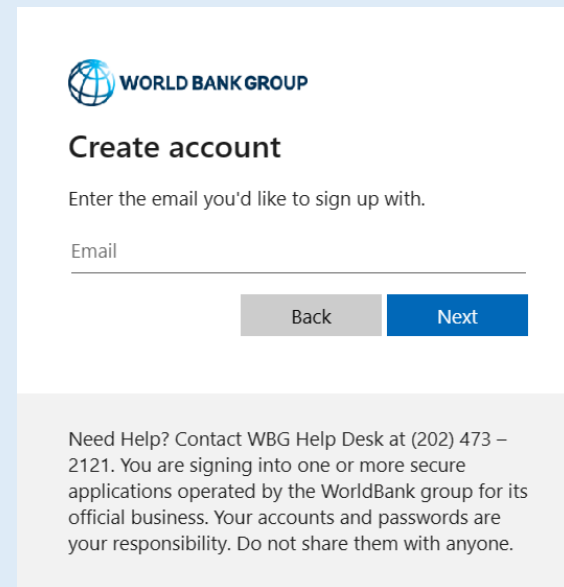 WORLD BANK GROUP
Create account
Enter the email you'd like to sign up with.
Email
Back
Next
Need Help? Contact WBG Help Desk at (202) 473 –
2121. You are signing into one or more secure
applications operated by the WorldBank group for its
official business. Your accounts and passwords are
your responsibility. Do not share them with anyone.